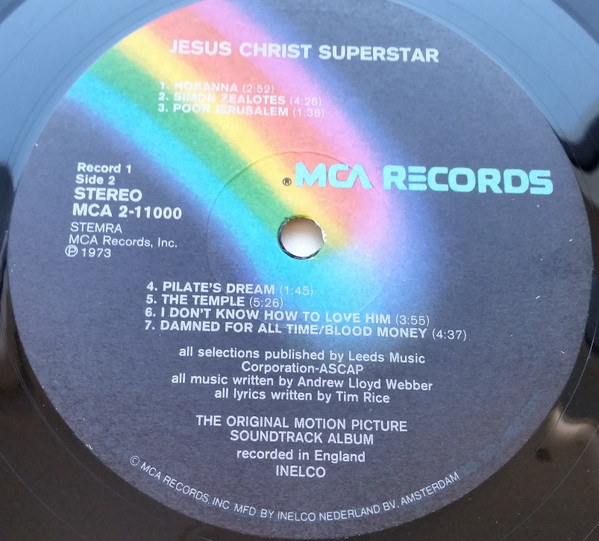 JESUS CHRIST SUPERSTAR
1. HOSANNA (2:52)
2. SIMON ZEALOTES (4:28)
3. POOR JERUSALEM (1:36)
® MCA RECORDS
Record 1
Side 2
STEREO
MCA 2-11000
STEMRA
MCA Records, Inc.
℗ 1973
4. PILATE'S DREAM (1:45)
5. THE TEMPLE (5:26)
6. I DON'T KNOW HOW TO LOVE HIM (3:55)
7. DAMNED FOR ALL TIME/BLOOD MONEY (4:37)
all selections published by Leeds Music
Corporation-ASCAP
all music written by Andrew Lloyd Webber
all lyrics written by Tim Rice
THE ORIGINAL MOTION PICTURE
SOUNDTRACK ALBUM
recorded in England
INELCO
© MCA RECORDS, INC. MFD BY INELCO NEDERLAND BV. AMSTERDAM